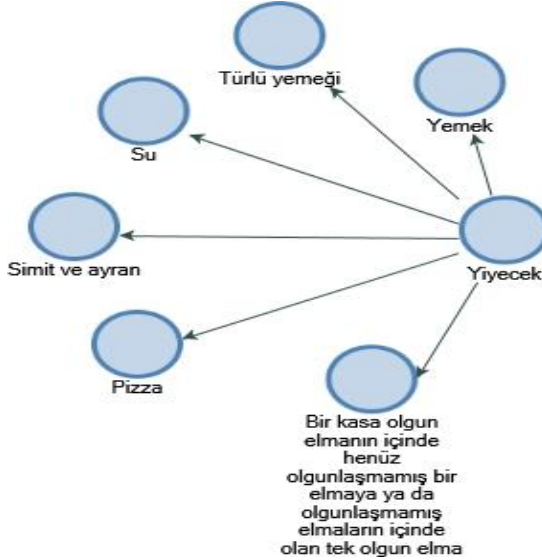 Türlü yemeği
Yemek
Su
Simit ve ayran
Yiyecek
Pizza
Bir kasa olgun
elmanın içinde
henüz
olgunlaşmamış bir
elmaya ya da
olgunlaşmamış
elmaların içinde
olan tek olgun elma